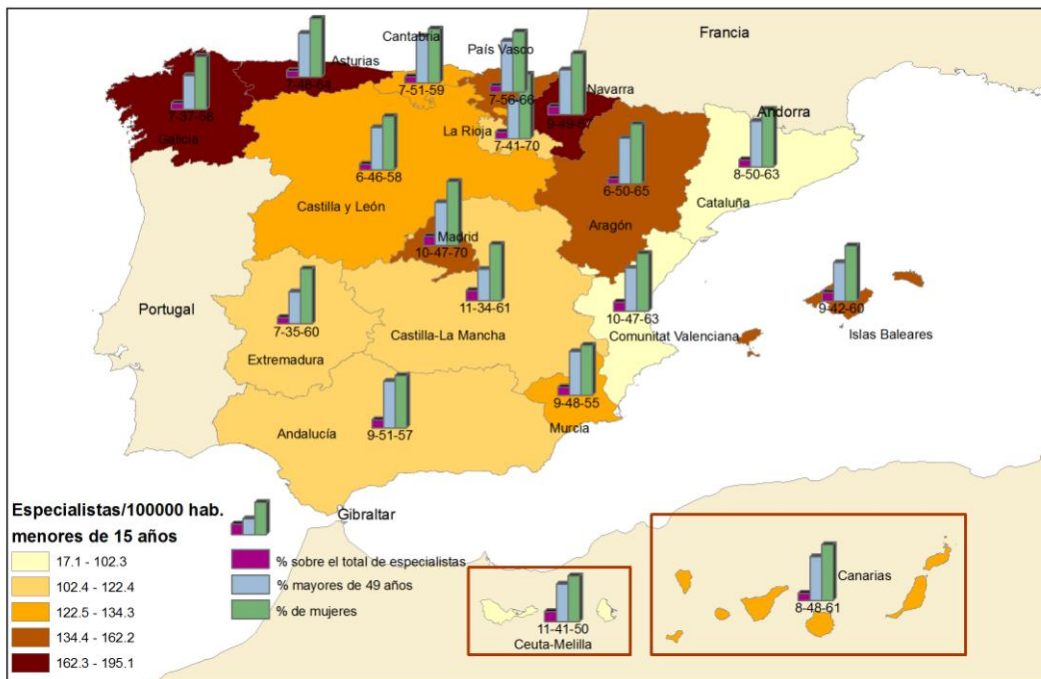 Francia
Cantabria
País Vasco
Asturias
Navarra
Andorra
7-37-58
Galicia
7-51-59
7-56-66
La Rioja
7-41-70
8-50-63
6-46-58
6-50-65
Cataluña
Castilla y León
Aragón
Madrid
10-47-70
Portugal
7-35-60
11-34-61
10-47-63
9-42-60
Castilla-La Mancha
Comunitat Valenciana
Islas Baleares
Extremadura
9-48-55
Andalucía
9-51-57
Murcia
Gibraltar
Especialistas/100000 hab.
menores de 15 años
17.1 - 102.3
102.4 - 122.4
122.5 - 134.3
134.4 - 162.2
162.3 - 195.1
% sobre el total de especialistas
% mayores de 49 años
% de mujeres
11-41-50
Ceuta-Melilla
Canarias
8-48-61